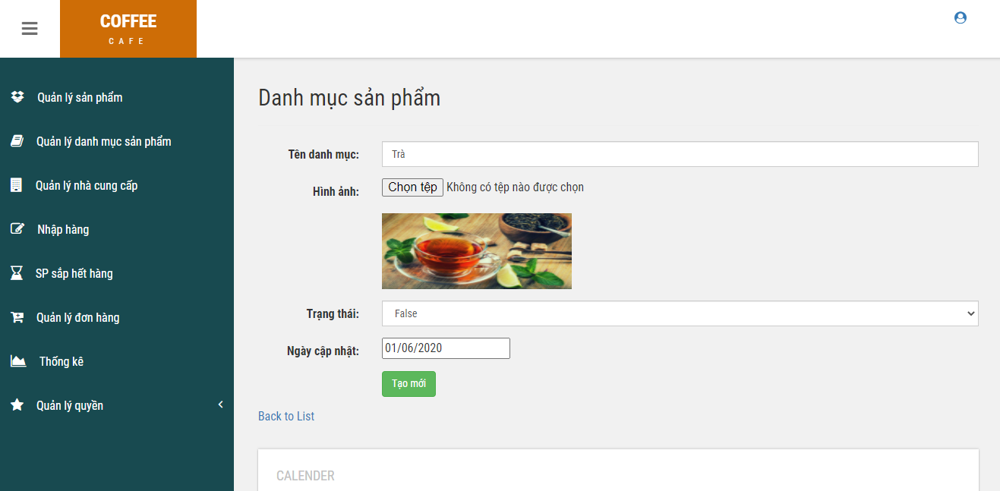 COFFEE
CAFE
Quản lý sản phẩm
Quản lý danh mục sản phẩm
Quản lý nhà cung cấp
Nhập hàng
SP sắp hết hàng
Quản lý đơn hàng
Thống kê
Quản lý quyền
Danh mục sản phẩm
Tên danh mục: Trà
Hình ảnh: Chọn tệp Không có tệp nào được chọn
Trạng thái: False
Ngày cập nhật: 01/06/2020
Tạo mới
Back to List
CALENDER